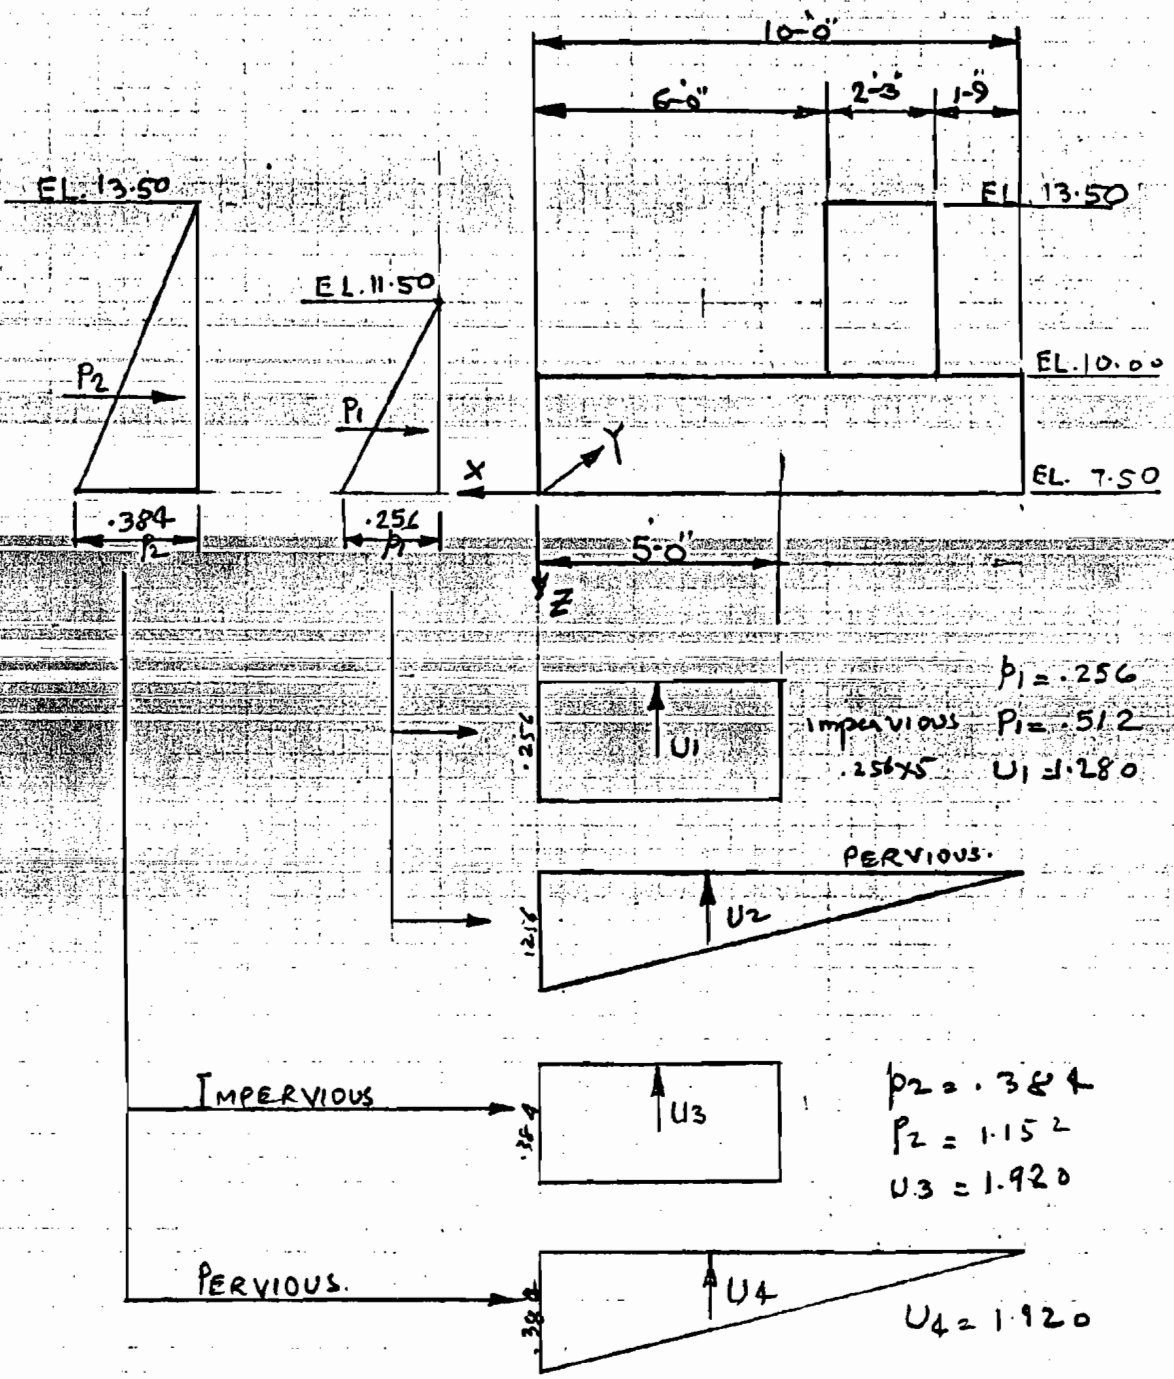 10'-0"
6'-0" 2'-3" 1'-9"
EL. 13.50
EL. 13.50
EL. 11.50
EL. 10.00
P2
P1
X
Y
EL. 7.50
.384
p2
.256
p1
5'-0"
Z
p1 = .256
.256
U1
impervious P1 = .512
.256x5 U1 = 1.280
PERVIOUS.
U2
IMPERVIOUS
.384
U3
p2 = .384
P2 = 1.152
U3 = 1.920
PERVIOUS.
.384
U4
U4 = 1.920